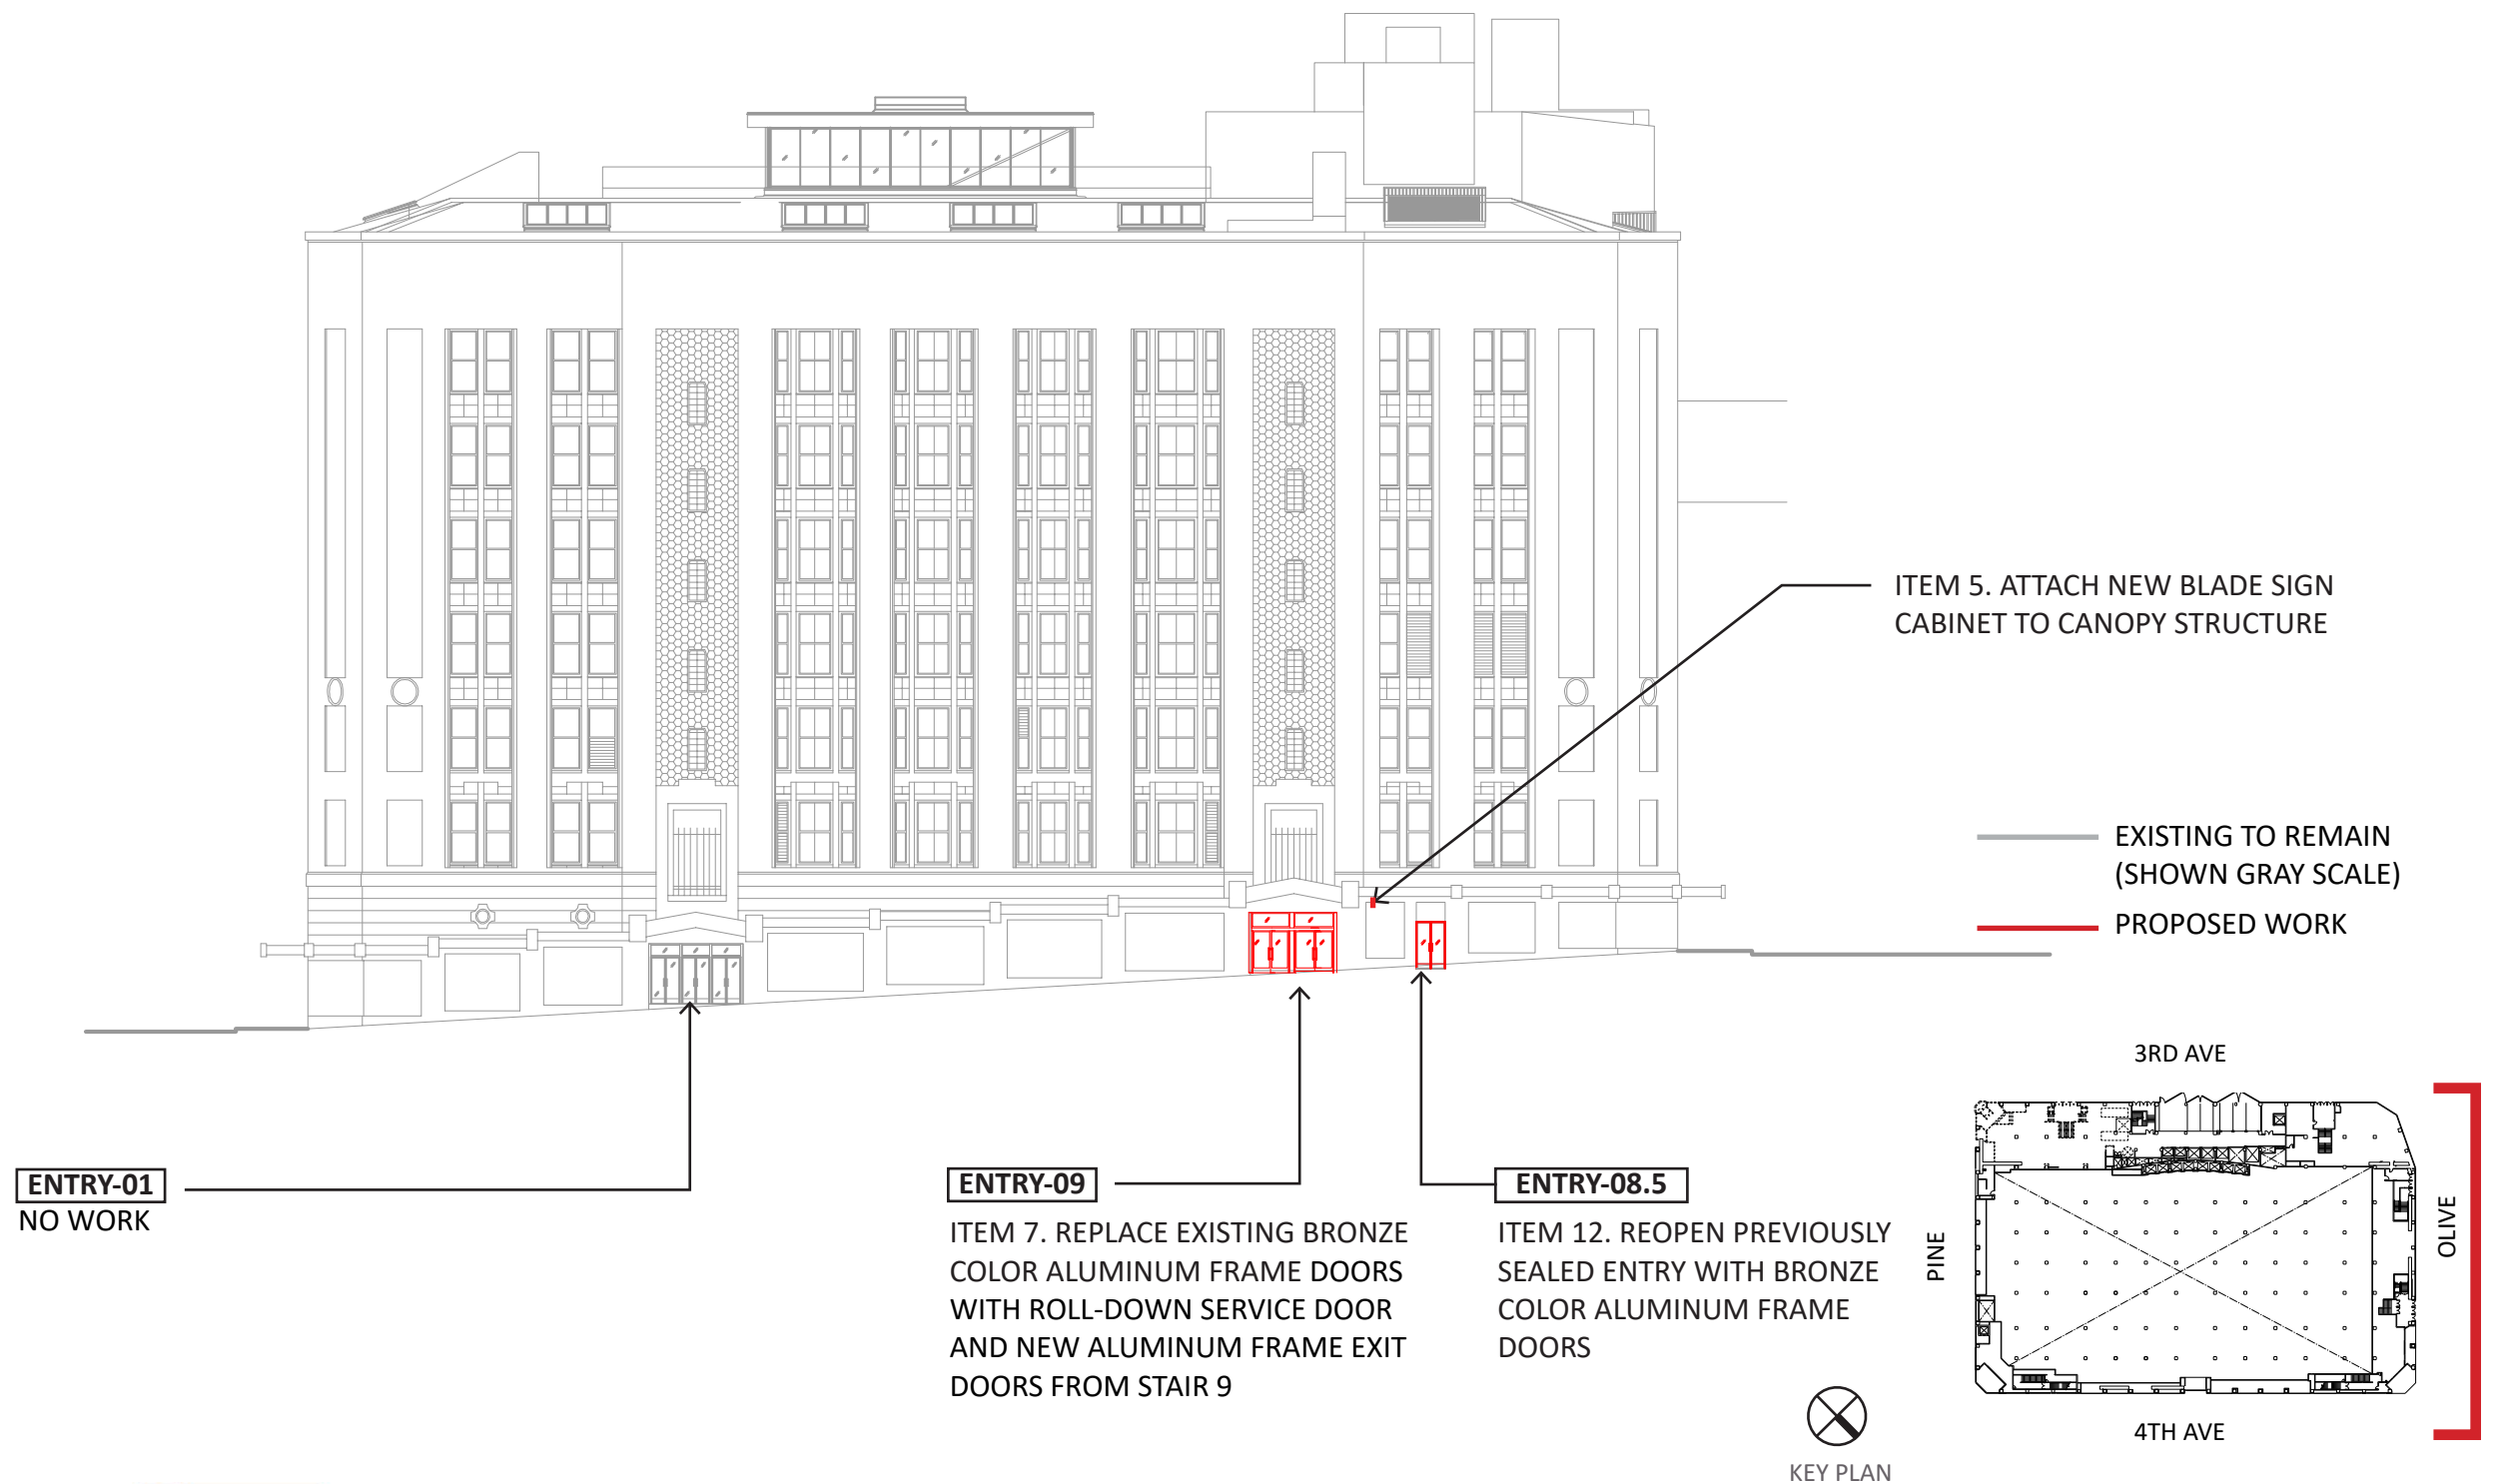 ITEM 5. ATTACH NEW BLADE SIGN
CABINET TO CANOPY STRUCTURE
EXISTING TO REMAIN
(SHOWN GRAY SCALE)
PROPOSED WORK
ENTRY-01
NO WORK
ENTRY-09
ITEM 7. REPLACE EXISTING BRONZE
COLOR ALUMINUM FRAME DOORS
WITH ROLL-DOWN SERVICE DOOR
AND NEW ALUMINUM FRAME EXIT
DOORS FROM STAIR 9
ENTRY-08.5
ITEM 12. REOPEN PREVIOUSLY
SEALED ENTRY WITH BRONZE
COLOR ALUMINUM FRAME
DOORS
3RD AVE
PINE
OLIVE
4TH AVE
KEY PLAN